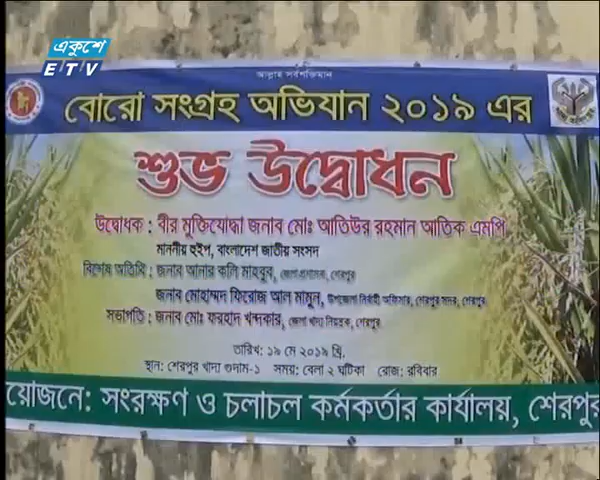 একুশে
ETV
আল্লাহ সর্বশক্তিমান
বোরো সংগ্রহ অভিযান ২০১৯ এর
শুভ উদ্বোধন
উদ্বোধক : বীর মুক্তিযোদ্ধা জনাব মোঃ আতিউর রহমান আতিক এমপি
মাননীয় হুইপ, বাংলাদেশ জাতীয় সংসদ
বিশেষ অতিথি : জনাব আনার কলি মাহবুব, জেলা প্রশাসক, শেরপুর
জনাব মোহাম্মদ ফিরোজ আল মামুন, উপজেলা নির্বাহী অফিসার, শেরপুর সদর, শেরপুর
সভাপতি : জনাব মোঃ ফরহাদ খন্দকার, জেলা খাদ্য নিয়ন্ত্রক, শেরপুর
তারিখ: ১৯ মে ২০১৯ খ্রি.
স্থান: শেরপুর খাদ্য গুদাম-১ সময়: বেলা ২ ঘটিকা রোজ: রবিবার
য়োজনে: সংরক্ষণ ও চলাচল কর্মকর্তার কার্যালয়, শেরপুর